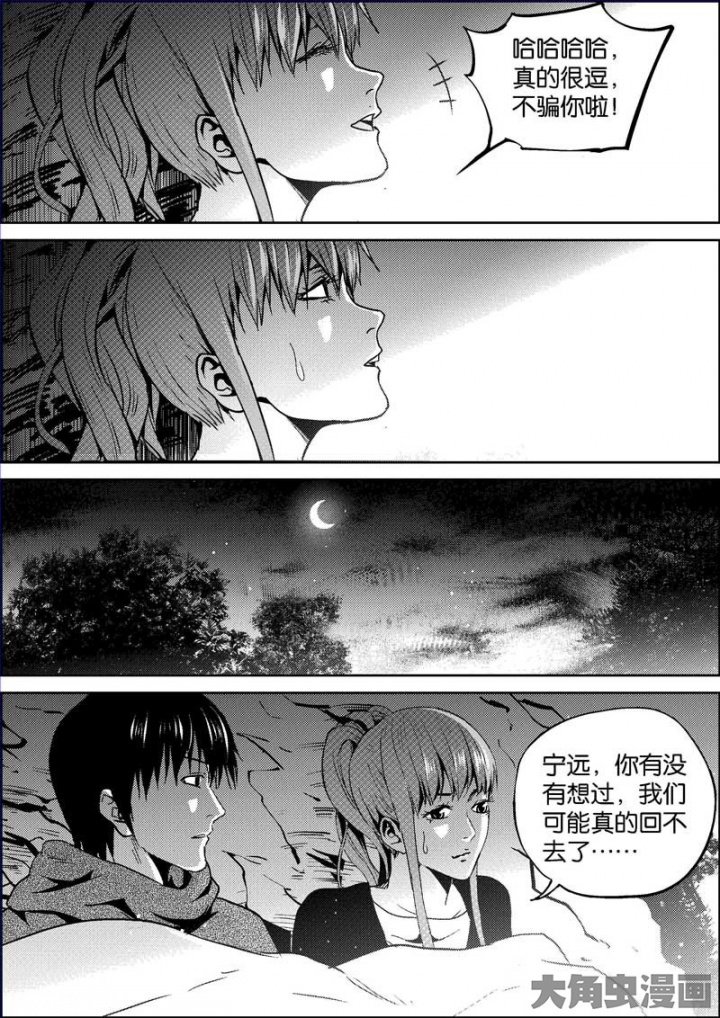 哈哈哈哈，
真的很逗，
不骗你啦！
宁远，你有没
有想过，我们
可能真的回不
去了……
大角虫漫画